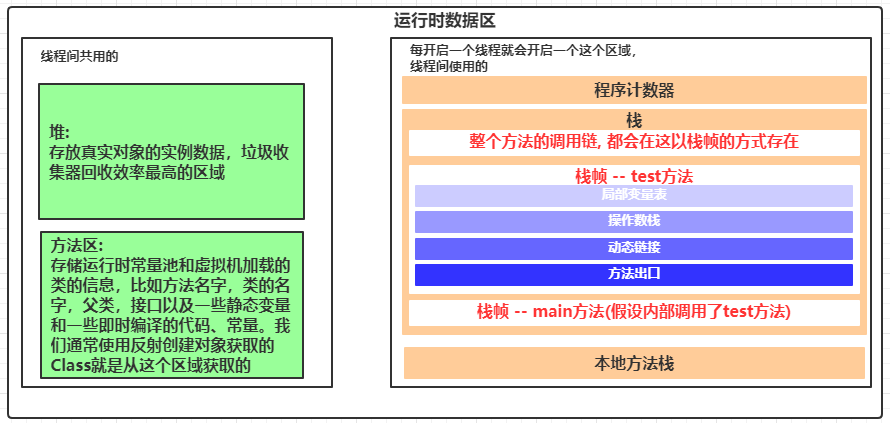 运行时数据区
线程间共用的
堆:
存放真实对象的实例数据，垃圾收
集器回收效率最高的区域
方法区:
存储运行时常量池和虚拟机加载的
类的信息，比如方法名字，类的名
字，父类，接口以及一些静态变量
和一些即时编译的代码、常量。我
们通常使用反射创建对象获取的
Class就是从这个区域获取的
每开启一个线程就会开启一个这个区域，
线程间使用的
程序计数器
栈
整个方法的调用链, 都会在这以栈帧的方式存在
栈帧 -- test方法
局部变量表
操作数栈
动态链接
方法出口
栈帧 -- main方法(假设内部调用了test方法)
本地方法栈